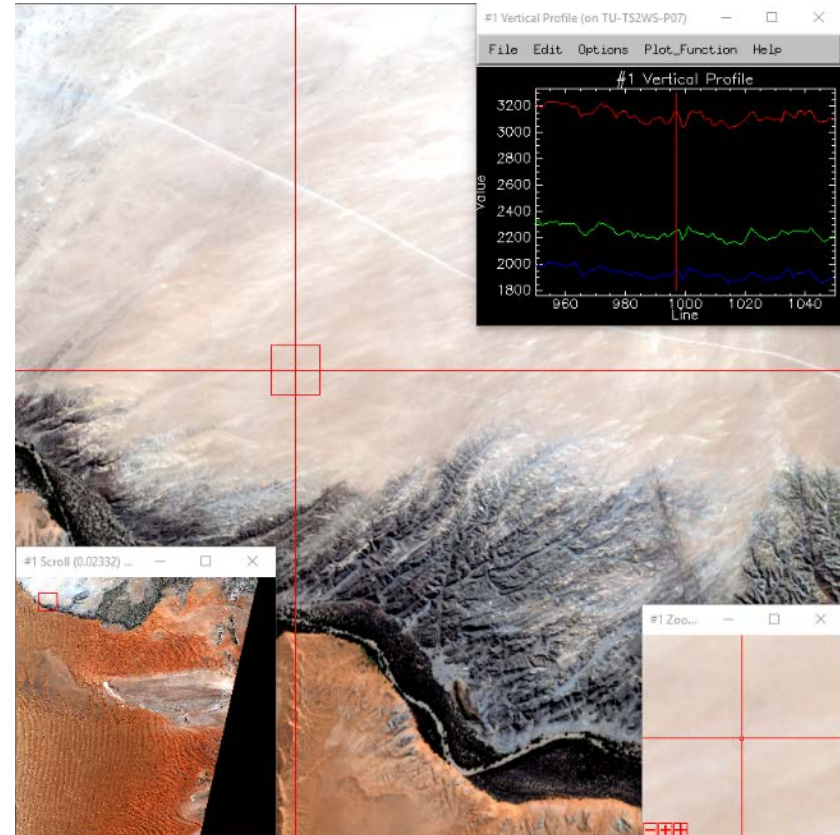 #1 Vertical Profile (on TU-TS2WS-P07)
File Edit Options Plot_Function Help
#1 Vertical Profile
3200
3000
2800
2600
2400
2200
2000
1800
Value
960 980 1000 1020 1040
Line
#1 Scroll (0.02332) ...
#1 Zoo...